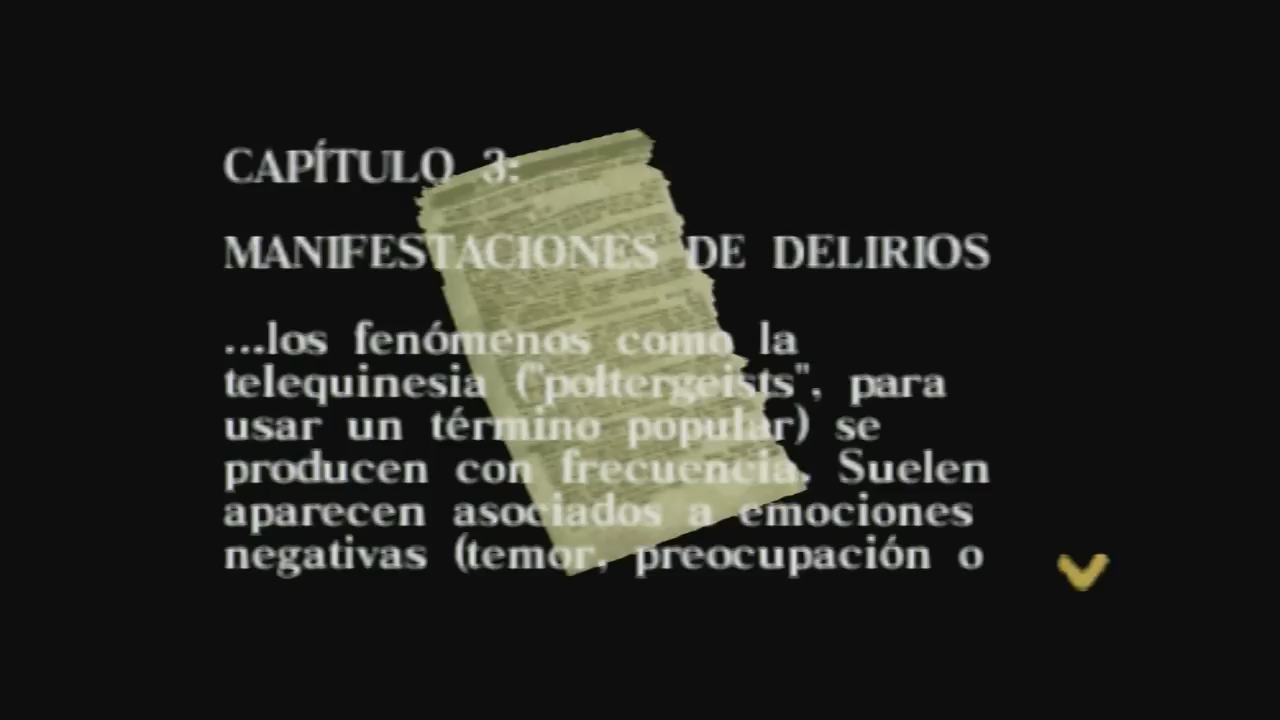 CAPÍTULO 3:
MANIFESTACIONES DE DELIRIOS
...los fenómenos como la
telequinesia ("poltergeists", para
usar un término popular) se
producen con frecuencia. Suelen
aparecen asociados a emociones
negativas (temor, preocupación o